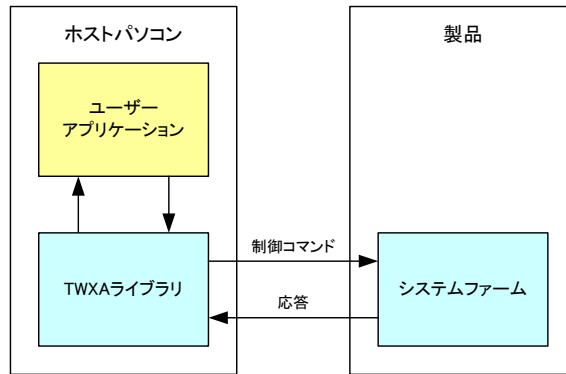 ホストパソコン
製品
ユーザー
アプリケーション
制御コマンド
TWXAライブラリ
システムファーム
応答